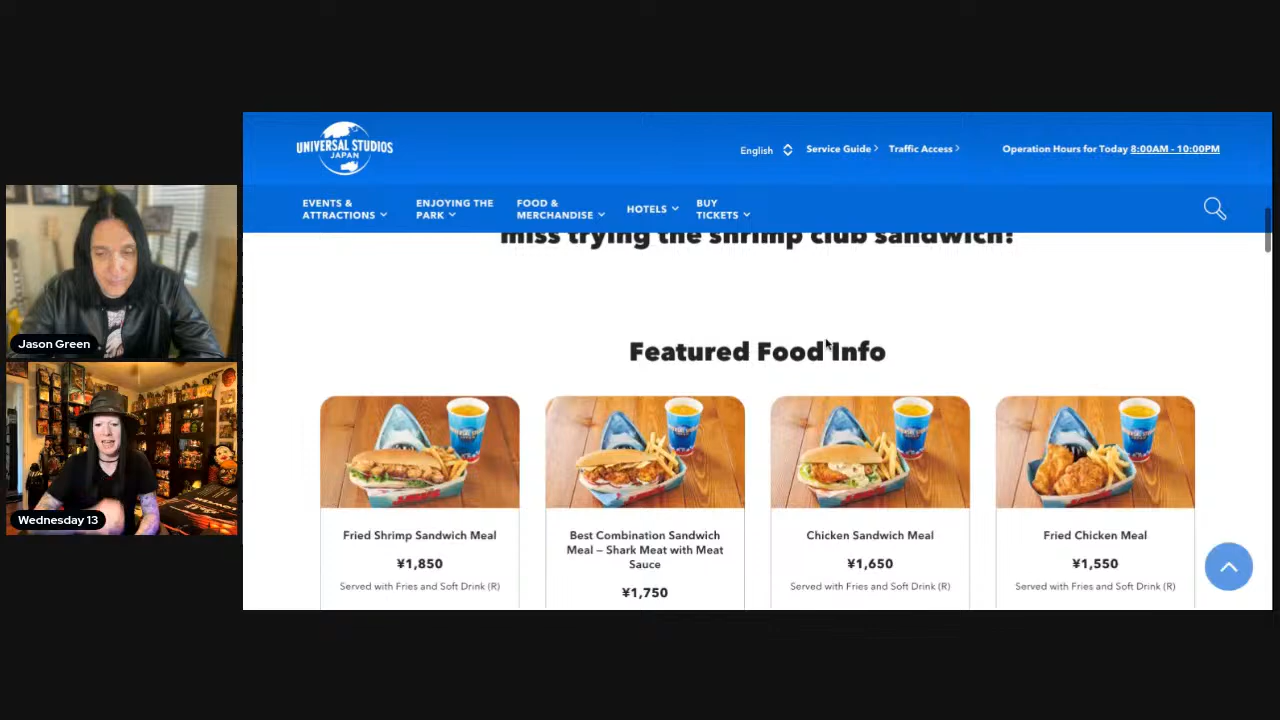 UNIVERSAL STUDIOS
JAPAN
English
Service Guide
Traffic Access
Operation Hours for Today 8:00AM - 10:00PM
EVENTS &
ATTRACTIONS
ENJOYING THE
PARK
FOOD &
MERCHANDISE
HOTELS
BUY
TICKETS
miss trying the shrimp club sandwich!
Featured Food Info
Fried Shrimp Sandwich Meal
¥1,850
Served with Fries and Soft Drink (R)
Best Combination Sandwich
Meal – Shark Meat with Meat
Sauce
¥1,750
Chicken Sandwich Meal
¥1,650
Served with Fries and Soft Drink (R)
Fried Chicken Meal
¥1,550
Served with Fries and Soft Drink (R)
Jason Green
Wednesday 13